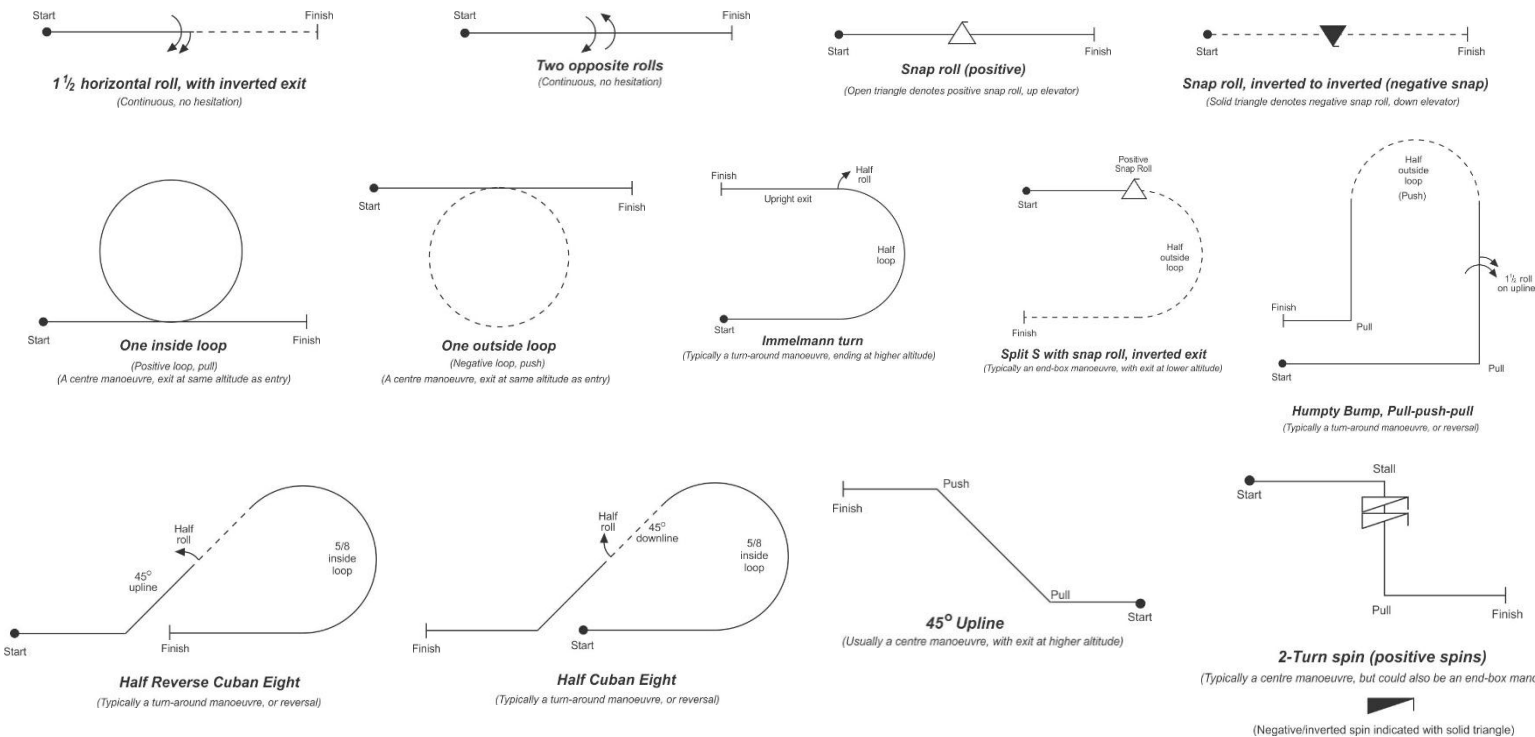 Start
Finish
1 1/2 horizontal roll, with inverted exit
(Continuous, no hesitation)
Start
Finish
Two opposite rolls
(Continuous, no hesitation)
Start
Finish
Snap roll (positive)
(Open triangle denotes positive snap roll, up elevator)
Start
Finish
Snap roll, inverted to inverted (negative snap)
(Solid triangle denotes negative snap roll, down elevator)
Start
Finish
One inside loop
(Positive loop, pull)
(A centre manoeuvre, exit at same altitude as entry)
Start
Finish
One outside loop
(Negative loop, push)
(A centre manoeuvre, exit at same altitude as entry)
Finish
Half
roll
Upright exit
Half
loop
Start
Immelmann turn
(Typically a turn-around manoeuvre, ending at higher altitude)
Positive
Snap Roll
Start
Half
outside
loop
Finish
Split S with snap roll, inverted exit
(Typically an end-box manoeuvre, with exit at lower altitude)
Half
outside
loop
(Push)
1½ roll
on upline
Finish
Pull
Start
Pull
Humpty Bump, Pull-push-pull
(Typically a turn-around manoeuvre, or reversal)
Half
roll
45° 
upline
5/8
inside
loop
Start
Finish
Half Reverse Cuban Eight
(Typically a turn-around manoeuvre, or reversal)
Half
roll
45°
downline
5/8
inside
loop
Finish
Start
Half Cuban Eight
(Typically a turn-around manoeuvre, or reversal)
Push
Finish
Pull
Start
45° Upline
(Usually a centre manoeuvre, with exit at higher altitude)
Stall
Start
Pull
Finish
2-Turn spin (positive spins)
(Typically a centre manoeuvre, but could also be an end-box mano
(Negative/inverted spin indicated with solid triangle)